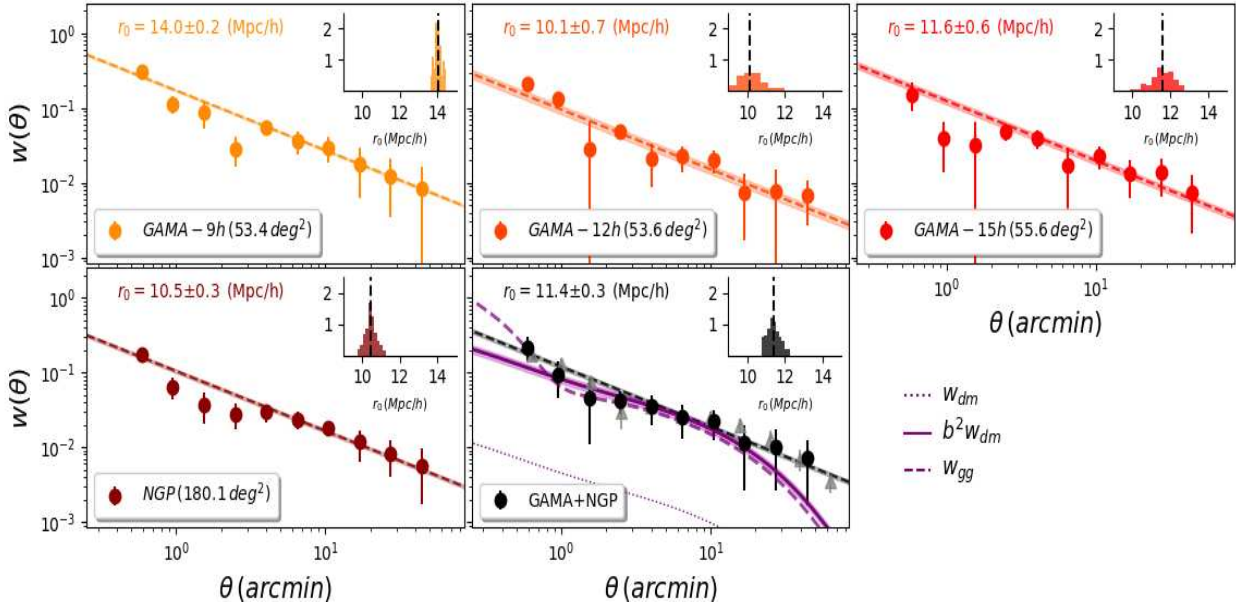 r₀ = 14.0±0.2 (Mpc/h)
2
1
10 12 14
r₀(Mpc/h)
GAMA − 9h (53.4 deg²)
10⁰
10⁻¹
10⁻²
10⁻³
w(θ)
r₀ = 10.1±0.7 (Mpc/h)
2
1
10 12 14
r₀(Mpc/h)
GAMA − 12h (53.6 deg²)
r₀ = 11.6±0.6 (Mpc/h)
2
1
10 12 14
r₀(Mpc/h)
GAMA − 15h (55.6 deg²)
10⁰ 10¹
θ (arcmin)
r₀ = 10.5±0.3 (Mpc/h)
2
1
10 12 14
r₀(Mpc/h)
NGP (180.1 deg²)
10⁰
10⁻¹
10⁻²
10⁻³
w(θ)
10⁰ 10¹
θ (arcmin)
r₀ = 11.4±0.3 (Mpc/h)
2
1
10 12 14
r₀(Mpc/h)
GAMA+NGP
10⁰ 10¹
θ (arcmin)
w_dm
b²w_dm
w_gg